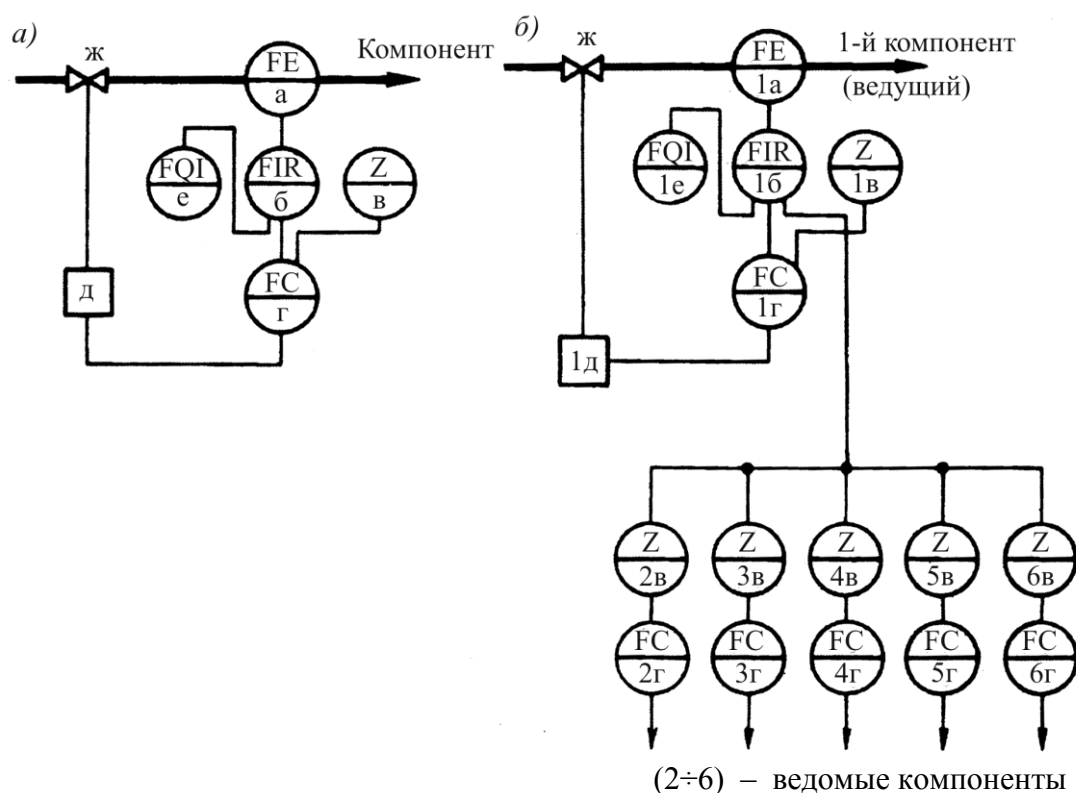 а)
ж
FE
а
Компонент
FQI
е
FIR
б
Z
в
FC
г
д
б)
ж
FE
1а
1-й компонент
(ведущий)
FQI
1е
FIR
1б
Z
1в
FC
1г
1д
Z
2в
Z
3в
Z
4в
Z
5в
Z
6в
FC
2г
FC
3г
FC
4г
FC
5г
FC
6г
(2÷6) – ведомые компоненты